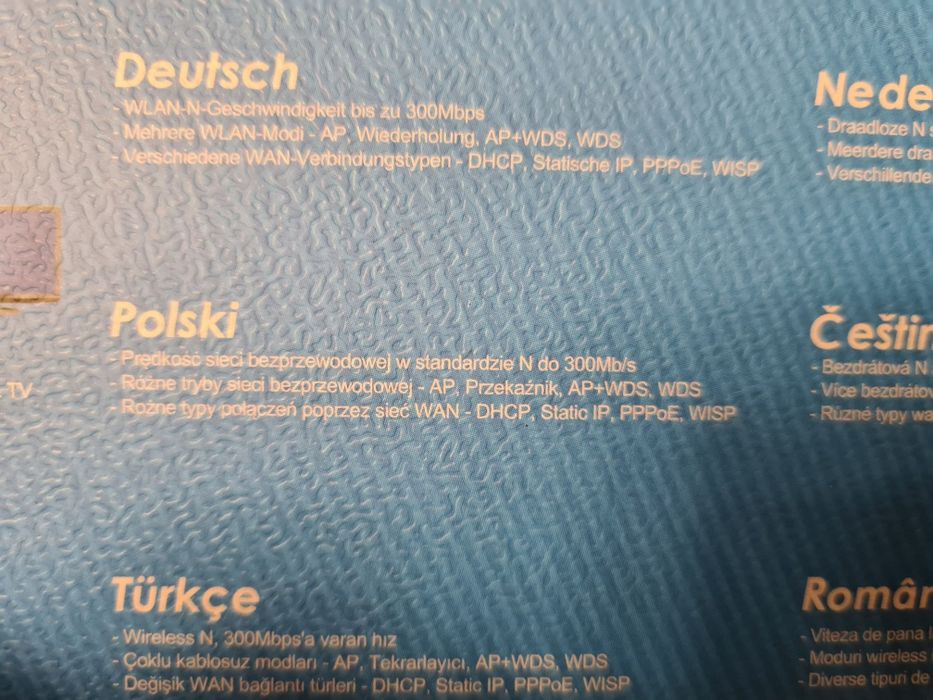 Deutsch
- WLAN-N-Geschwindigkeit bis zu 300Mbps
- Mehrere WLAN-Modi - AP, Wiederholung, AP+WDS, WDS
- Verschiedene WAN-Verbindungstypen - DHCP, Statische IP, PPPoE, WISP
Polski
- Prędkość sieci bezprzewodowej w standardzie N do 300Mb/s
- Różne tryby sieci bezprzewodowej - AP, Przekaźnik, AP+WDS, WDS
- Rożne typy połączeń poprzez sieć WAN - DHCP, Static IP, PPPoE, WISP
Türkçe
- Wireless N, 300Mbps'a varan hız
- Çoklu kablosuz modları - AP, Tekrarlayıcı, AP+WDS, WDS
- Değişik WAN bağlantı türleri - DHCP, Static IP, PPPoE, WISP
TV
Nede
- Draadloze N s
- Meerdere dra
- Verschillende
Češtin
- Bezdrátová N
- Více bezdrátov
- Různé typy wa
Român
- Viteza de pana l
- Moduri wireless
- Diverse tipuri de